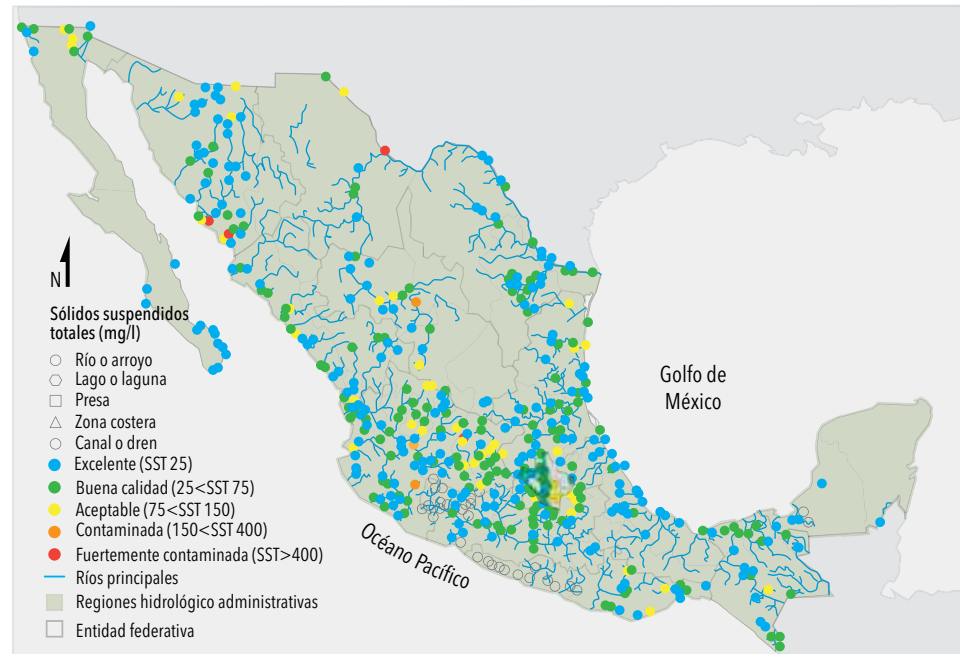 N
Sólidos suspendidos
totales (mg/l)
Río o arroyo
Lago o laguna
Presa
Zona costera
Canal o dren
Excelente (SST 25)
Buena calidad (25<SST 75)
Aceptable (75<SST 150)
Contaminada (150<SST 400)
Fuertemente contaminada (SST>400)
Ríos principales
Regiones hidrológico administrativas
Entidad federativa
Golfo de
México
Océano Pacífico